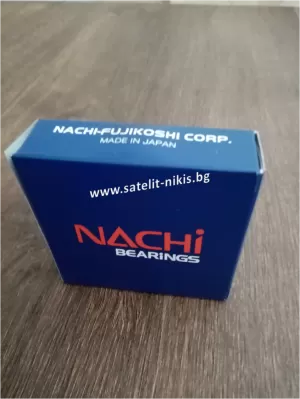 NACHI-FUJIKOSHI CORP.
MADE IN JAPAN
www.satelit-nikis.bg
NACHi
BEARiNGS